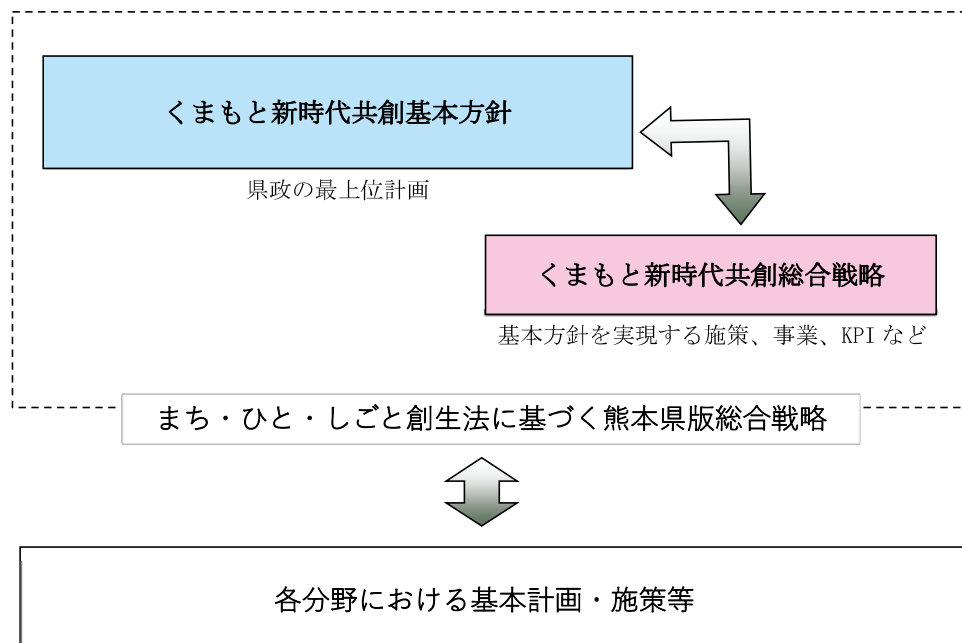 くまもと新時代共創基本方針
県政の最上位計画
くまもと新時代共創総合戦略
基本方針を実現する施策、事業、KPI など
まち・ひと・しごと創生法に基づく熊本県版総合戦略
各分野における基本計画・施策等